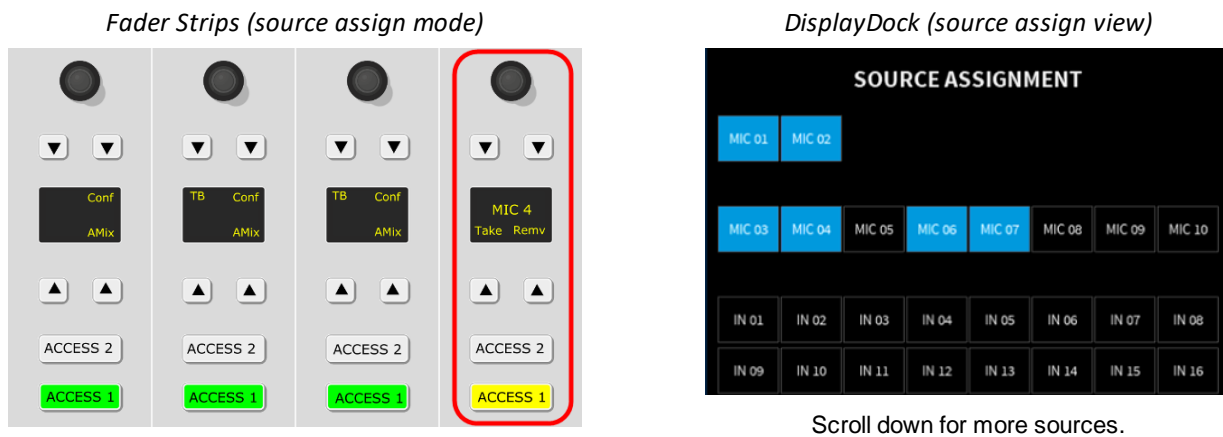 Fader Strips (source assign mode)
DisplayDock (source assign view)
Conf
AMix
TB Conf
AMix
TB Conf
AMix
MIC 4
Take Remv
ACCESS 2 ACCESS 2 ACCESS 2 ACCESS 2
ACCESS 1 ACCESS 1 ACCESS 1 ACCESS 1
SOURCE ASSIGNMENT
MIC 01 MIC 02
MIC 03 MIC 04 MIC 05 MIC 06 MIC 07 MIC 08 MIC 09 MIC 10
IN 01 IN 02 IN 03 IN 04 IN 05 IN 06 IN 07 IN 08
IN 09 IN 10 IN 11 IN 12 IN 13 IN 14 IN 15 IN 16
Scroll down for more sources.